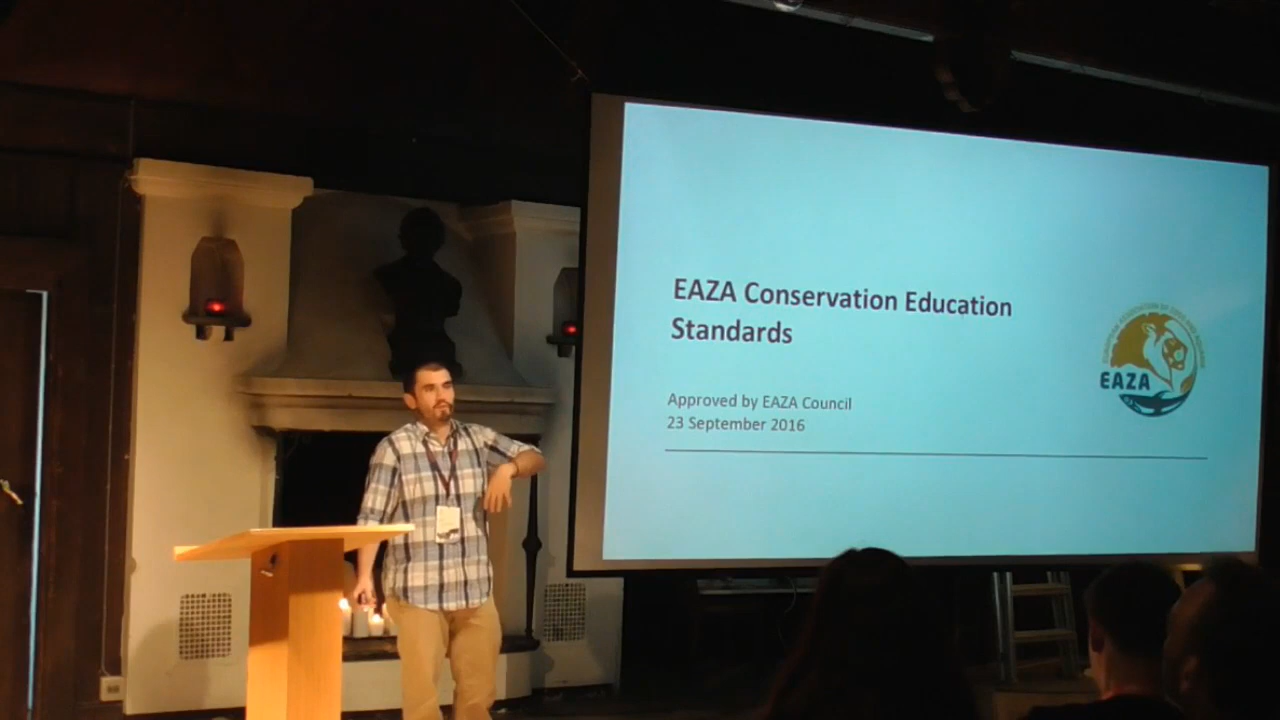 EAZA Conservation Education
Standards
Approved by EAZA Council
23 September 2016
EAZA